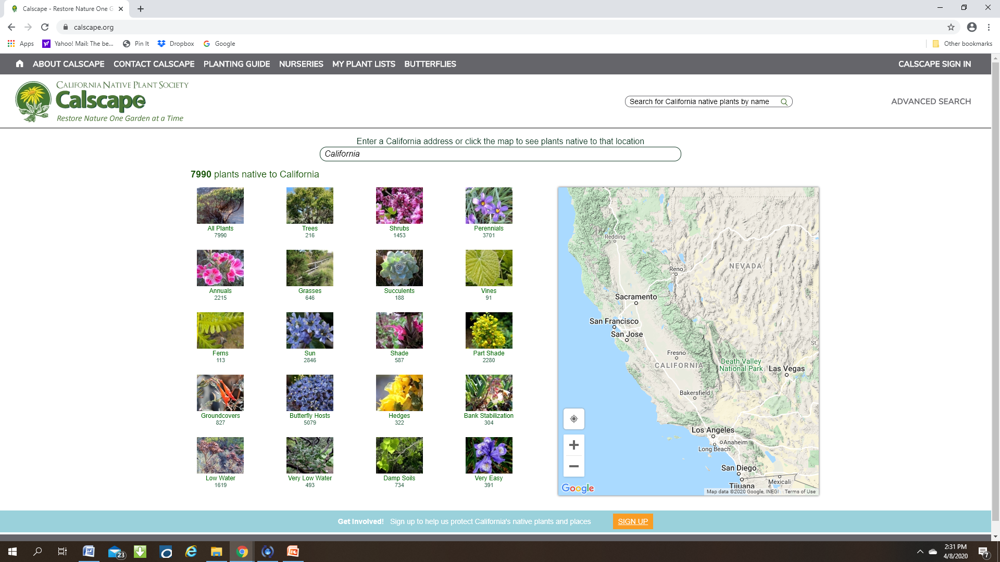 Calscape - Restore Nature One G
calscape.org
Apps Yahoo! Mail: The be... Pin It Dropbox Google Other bookmarks
ABOUT CALSCAPE CONTACT CALSCAPE PLANTING GUIDE NURSERIES MY PLANT LISTS BUTTERFLIES CALSCAPE SIGN IN
CALIFORNIA NATIVE PLANT SOCIETY
Calscape
Restore Nature One Garden at a Time
Search for California native plants by name
ADVANCED SEARCH
Enter a California address or click the map to see plants native to that location
California
7990 plants native to California
All Plants Trees Shrubs Perennials
7990 216 1453 3701
Annuals Grasses Succulents Vines
2215 646 188 91
Ferns Sun Shade Part Shade
113 2846 587 2280
Groundcovers Butterfly Hosts Hedges Bank Stabilization
827 5079 322 304
Low Water Very Low Water Damp Soils Very Easy
1619 493 734 391
Redding
Reno
NEVADA
Sacramento
San Francisco
San Jose
St.
Fresno
CALIFORNIA
Death Valley
National Park
Las Vegas
Bakersfield
Los Angeles
Anaheim
Long Beach
San Diego
Mexicali
Tijuana
Google
Map data ©2020 Google, INEGI Terms of Use
Get Involved! Sign up to help us protect California's native plants and places SIGN UP
23
2:31 PM
4/8/2020
7